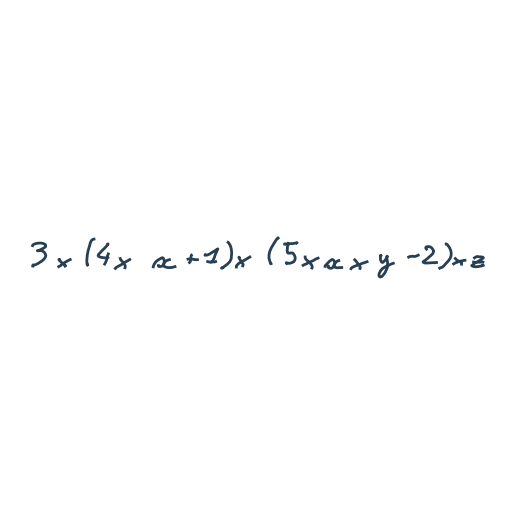 3 × (4 × x + 1) × (5 × x × y - 2) × z